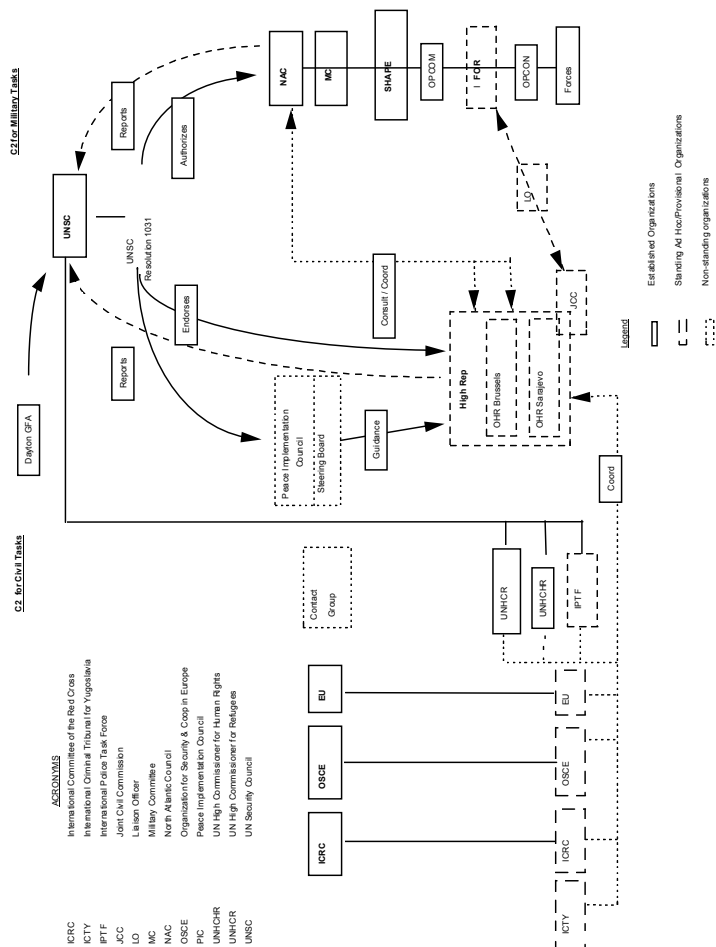 C2 for Civil Tasks
C2 for Military Tasks
Dayton GFA
ACRONYMS
ICRC International Committee of the Red Cross
ICTY International Criminal Tribunal for Yugoslavia
IPTF International Police Task Force
JCC Joint Civil Commission
LO Liaison Officer
MC Military Committee
NAC North Atlantic Council
OSCE Organization for Security & Coop in Europe
PIC Peace Implementation Council
UNHCHR UN High Commissioner for Human Rights
UNHCR UN High Commissioner for Refugees
UNSC UN Security Council
UNSC
UNSC
Resolution 1031
Reports
Reports
Authorizes
Endorses
NAC
MC
SHAPE
OPCOM
I FOR
OPCON
Forces
Peace Implementation
Council
Steering Board
Guidance
Consult / Coord
Contact
Group
High Rep
OHR Brussels
OHR Sarajevo
JCC
LO
ICRC
OSCE
EU
UNHCR
UNHCHR
IPTF
ICTY
ICRC
OSCE
EU
Coord
Legend
Established Organizations
Standing Ad Hoc/Provisional Organizations
Non-standing organizations